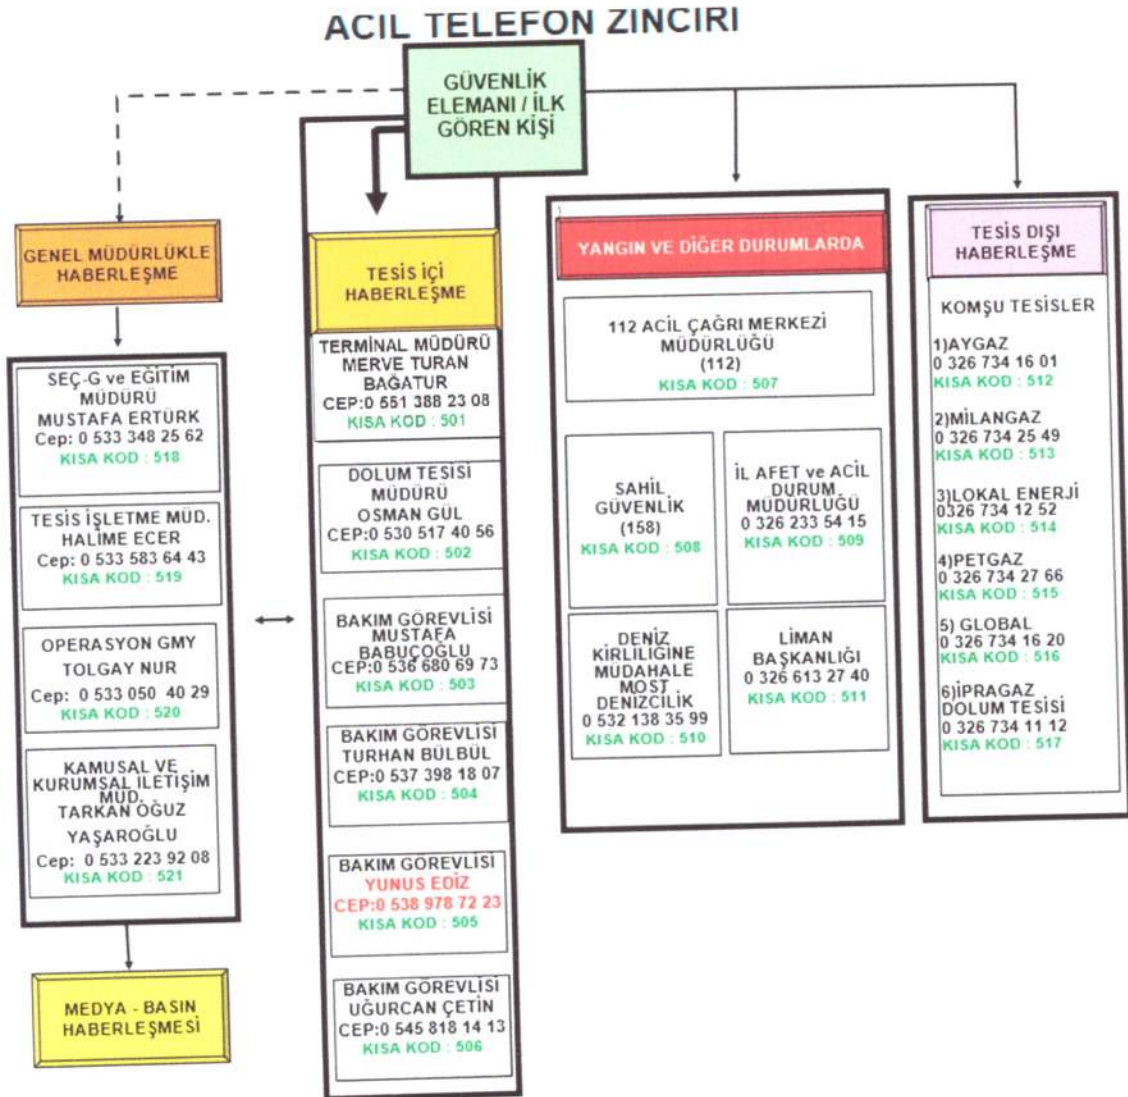 ACIL TELEFON ZINCIRI
GÜVENLİK
ELEMANI / İLK
GÖREN KİŞİ
GENEL MÜDÜRLÜKLE
HABERLEŞME
SEÇ-G ve EĞİTİM
MÜDÜRÜ
MUSTAFA ERTÜRK
Cep: 0 533 348 25 62
KISA KOD : 518
TESİS İŞLETME MÜD.
HALİME ECER
Cep: 0 533 583 64 43
KISA KOD : 519
OPERASYON GMY
TOLGAY NUR
Cep: 0 533 050 40 29
KISA KOD : 520
KAMUSAL VE
KURUMSAL İLETİŞİM
MÜD.
TARKAN OĞUZ
YAŞAROĞLU
Cep: 0 533 223 92 08
KISA KOD : 521
MEDYA - BASIN
HABERLEŞMESİ
TESİS İÇİ
HABERLEŞME
TERMİNAL MÜDÜRÜ
MERVE TURAN
BAĞATUR
CEP:0 551 388 23 08
KISA KOD : 501
DOLUM TESİSİ
MÜDÜRÜ
OSMAN GÜL
CEP:0 530 517 40 56
KISA KOD : 502
BAKIM GÖREVLİSİ
MUSTAFA
BABUÇOĞLU
CEP:0 536 680 69 73
KISA KOD : 503
BAKIM GÖREVLİSİ
TURHAN BÜLBÜL
CEP:0 537 398 18 07
KISA KOD : 504
BAKIM GÖREVLİSİ
YUNUS EDİZ
CEP:0 538 978 72 23
KISA KOD : 505
BAKIM GÖREVLİSİ
UĞURCAN ÇETİN
CEP:0 545 818 14 13
KISA KOD : 506
YANGIN VE DİĞER DURUMLARDA
112 ACİL ÇAĞRI MERKEZİ
MÜDÜRLÜĞÜ
(112)
KISA KOD : 507
SAHİL
GÜVENLİK
(158)
KISA KOD : 508
İL AFET ve ACİL
DURUM
MÜDÜRLÜĞÜ
0 326 233 54 15
KISA KOD : 509
DENİZ
KİRLİLİĞİNE
MÜDAHALE
MOST
DENİZCİLİK
0 532 138 35 99
KISA KOD : 510
LİMAN
BAŞKANLIĞI
0 326 613 27 40
KISA KOD : 511
TESİS DIŞI
HABERLEŞME
KOMŞU TESİSLER
1)AYGAZ
0 326 734 16 01
KISA KOD : 512
2)MİLANGAZ
0 326 734 25 49
KISA KOD : 513
3)LOKAL ENERJİ
0326 734 12 52
KISA KOD : 514
4)PETGAZ
0 326 734 27 66
KISA KOD : 515
5) GLOBAL
0 326 734 16 20
KISA KOD : 516
6)İPRAGAZ
DOLUM TESİSİ
0 326 734 11 12
KISA KOD : 517